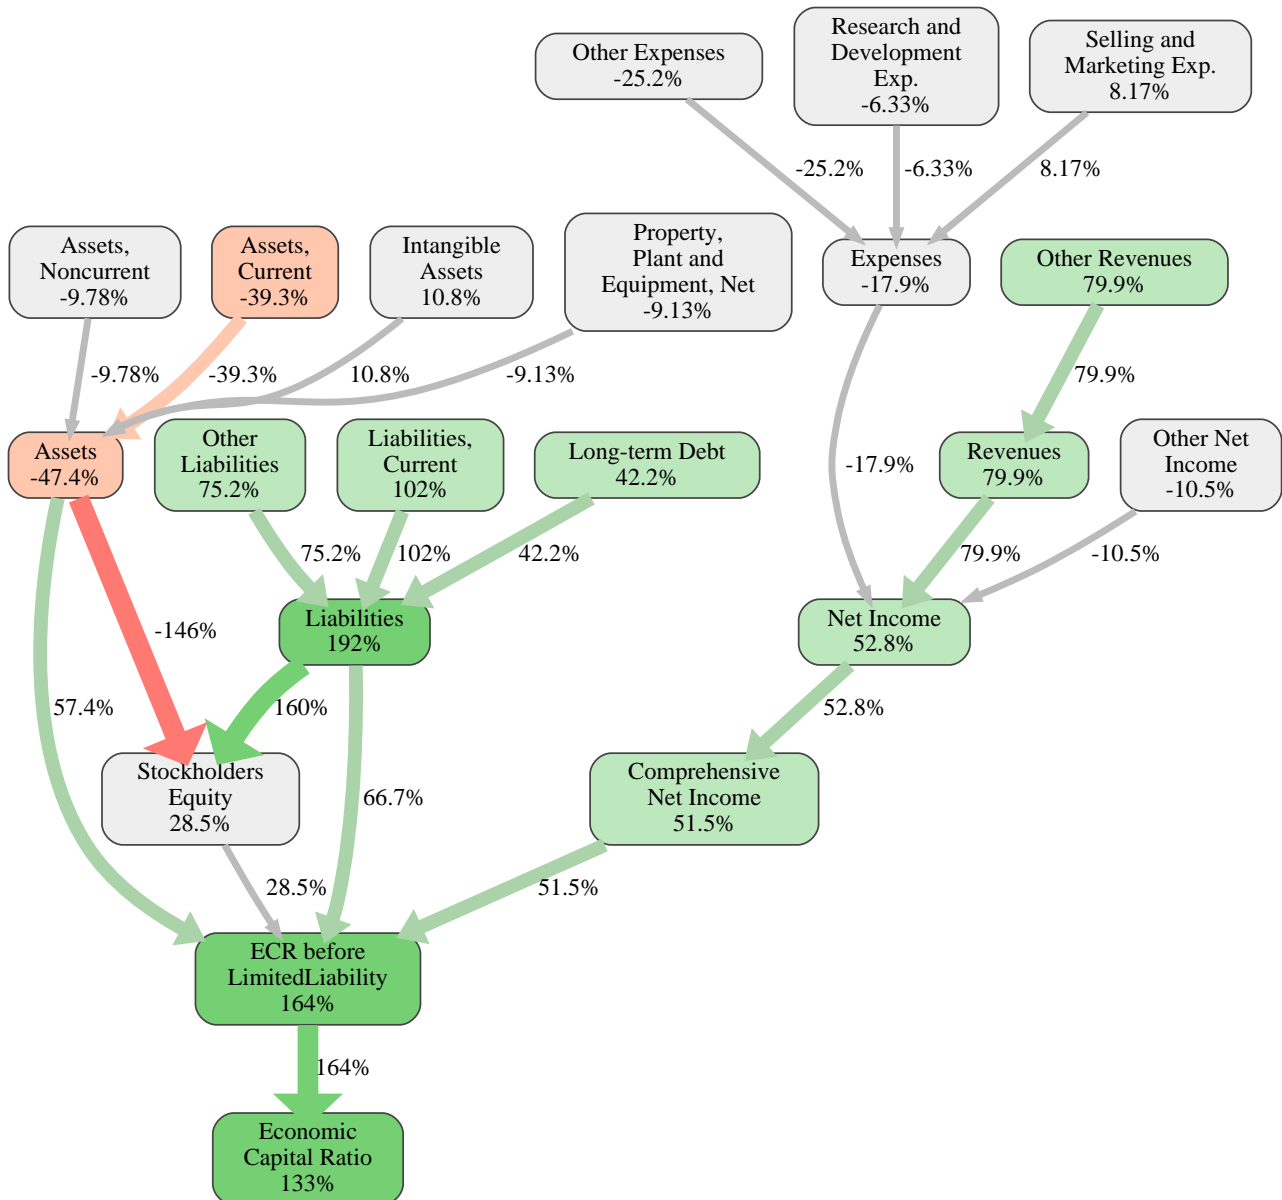 Other Expenses
-25.2%
Research and
Development
Exp.
-6.33%
Selling and
Marketing Exp.
8.17%
-25.2%
-6.33%
8.17%
Assets,
Noncurrent
-9.78%
Assets,
Current
-39.3%
Intangible
Assets
10.8%
Property,
Plant and
Equipment, Net
-9.13%
Expenses
-17.9%
Other Revenues
79.9%
-9.78%
-39.3%
10.8%
-9.13%
79.9%
Assets
-47.4%
Other
Liabilities
75.2%
Liabilities,
Current
102%
Long-term Debt
42.2%
-17.9%
Revenues
79.9%
Other Net
Income
-10.5%
75.2%
102%
42.2%
79.9%
-10.5%
-146%
Liabilities
192%
Net Income
52.8%
57.4%
160%
52.8%
Stockholders
Equity
28.5%
66.7%
Comprehensive
Net Income
51.5%
28.5%
51.5%
ECR before
LimitedLiability
164%
164%
Economic
Capital Ratio
133%